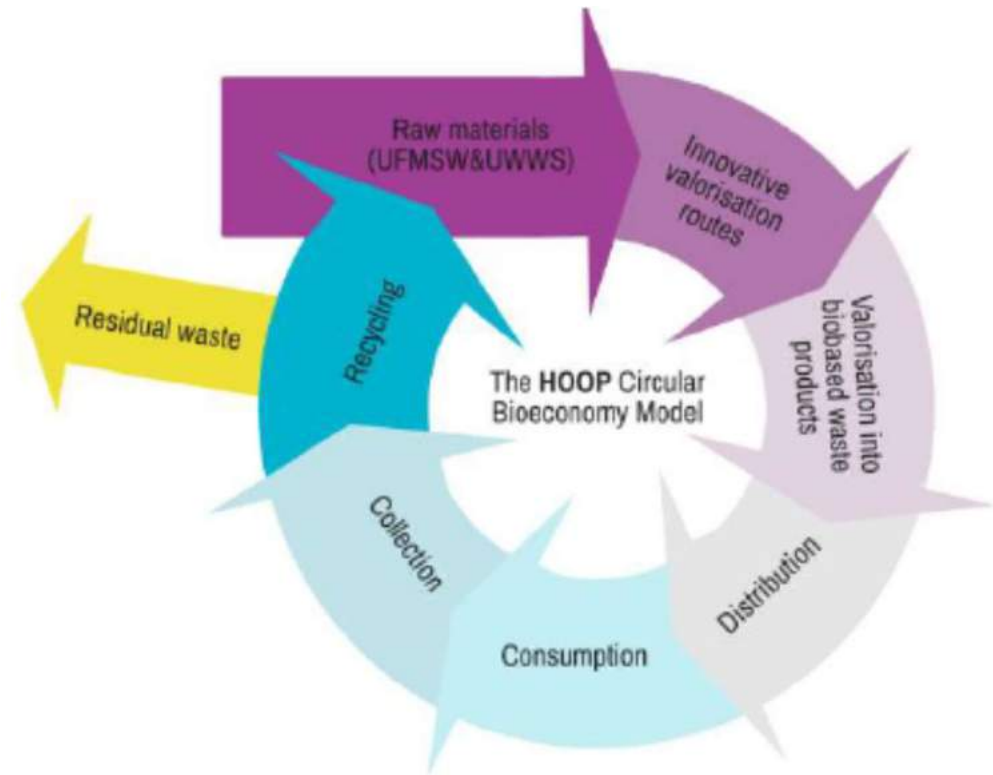 Raw materials
(UFMSW&UWWS)
Innovative
valorisation
routes
Valorisation into
biobased waste
products
Distribution
Consumption
Collection
Recycling
Residual waste
The HOOP Circular
Bioeconomy Model